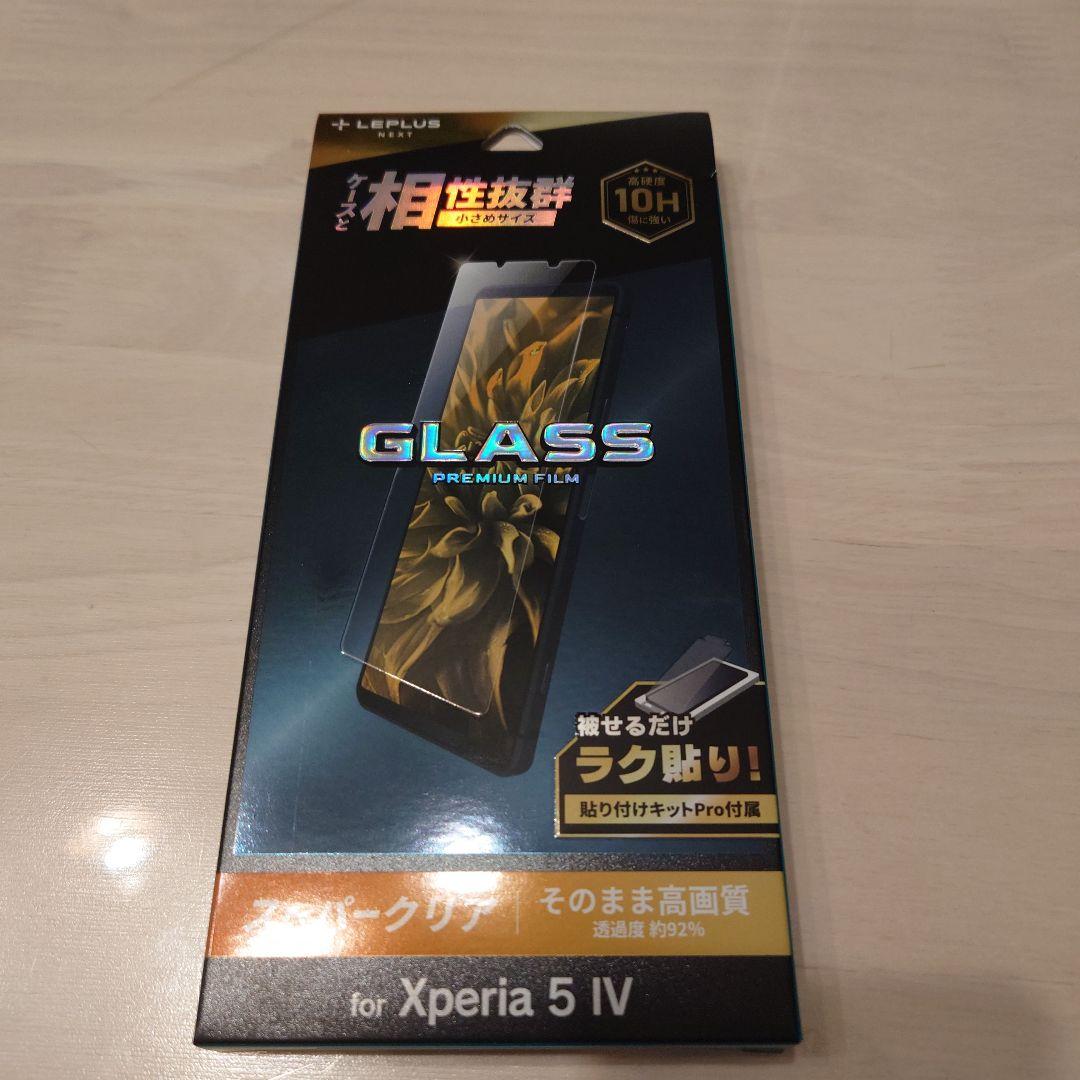 LEPLUS
NEXT
ケースと
相性抜群
小さめサイズ
高硬度
10H
傷に強い
GLASS
PREMIUM FILM
被せるだけ
ラク貼り!
貼り付けキットPro付属
スーパークリア
そのまま高画質
透過度 約92%
for Xperia 5 IV